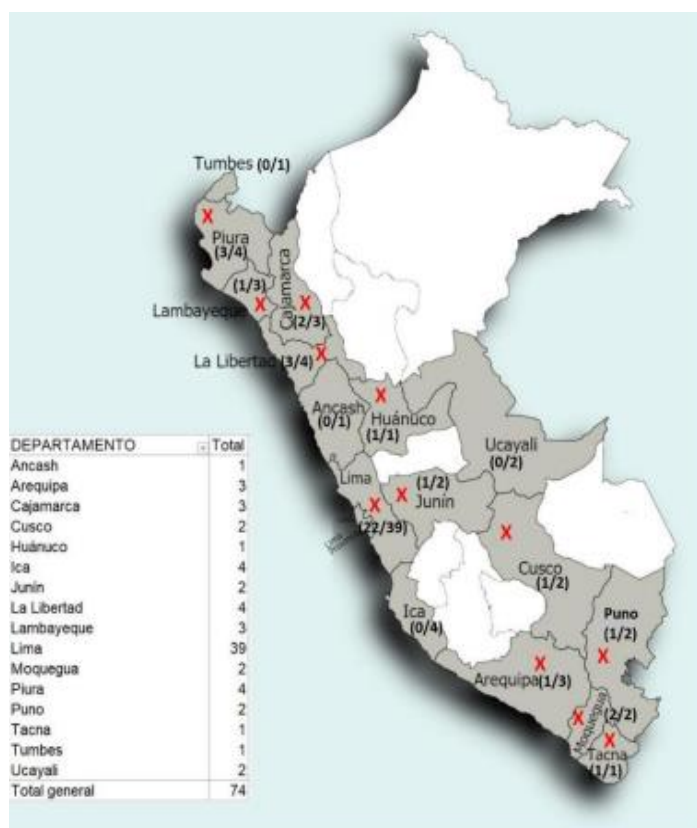 Tumbes (0/1)
X
Piura
(3/4)
(1/3)
X
Lambayeque
Cajamarca
X
(2/3)
X
La Libertad (3/4)
X
Ancash
(0/1)
Huánuco
(1/1)
Ucayali
(0/2)
Lima
X
(22/39)
(1/2)
X
Junín
X
Cusco
(1/2)
Ica
(0/4)
Puno
(1/2)
X
X
Arequipa(1/3)
X
Moquegua
(2/2)
X
Tacna
(1/1)
DEPARTAMENTO Total
Ancash 1
Arequipa 3
Cajamarca 3
Cusco 2
Huánuco 1
Ica 4
Junin 2
La Libertad 4
Lambayeque 3
Lima 39
Moquegua 2
Piura 4
Puno 2
Tacna 1
Tumbes 1
Ucayali 2
Total general 74